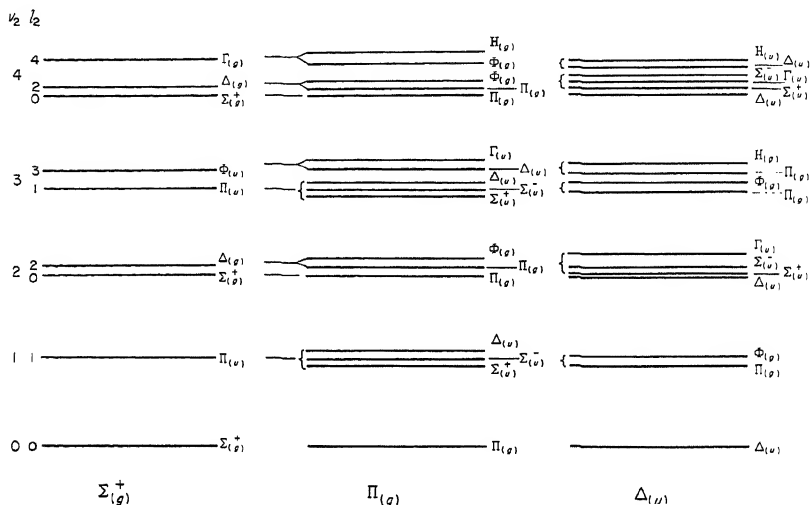 v₂ l₂
H(g)
4 Γ(g) Φ(g) H(u) Δ(u)
4 2 Δ(g) Φ(g) Π(g) Σ⁻(u) Γ(u)
0 Σ⁺(g) Π(g) Δ(u) Σ⁺(u)
3 3 Φ(u) Γ(u) Δ(u) H(g) Π(g)
1 Π(u) Δ(u) Σ⁻(u) Φ(g) Π(g)
Σ⁺(u)
2 2 Δ(g) Φ(g) Π(g) Γ(u)
0 Σ⁺(g) Π(g) Σ⁻(u) Σ⁺(u)
Δ(u)
1 1 Π(u) Δ(u) Σ⁻(u) Φ(g)
Σ⁺(u) Π(g)
0 0 Σ⁺(g) Π(g) Δ(u)
Σ⁺(g) Π(g) Δ(u)